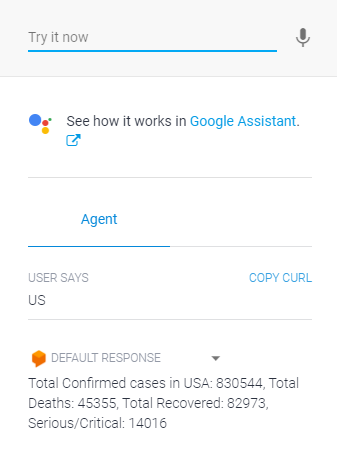 Try it now
See how it works in Google Assistant.
Agent
USER SAYS
COPY CURL
US
DEFAULT RESPONSE
Total Confirmed cases in USA: 830544, Total
Deaths: 45355, Total Recovered: 82973,
Serious/Critical: 14016